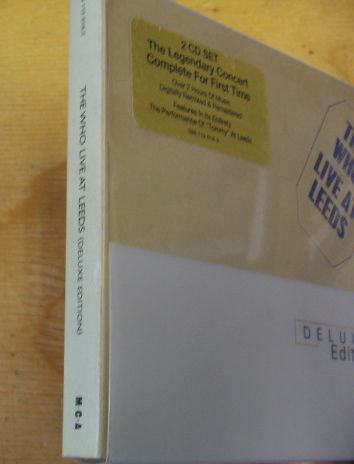 2 CD SET
The Legendary Concert
Complete For First Time
Over 2 Hours Of Music
Digitally Remixed & Remastered
Features In Its Entirety
The Performance Of "Tommy" At Leeds
THE WHO LIVE AT LEEDS (DELUXE EDITION)
M·C·A
WHO
LIVE AT
LEEDS
DELUX
Edit